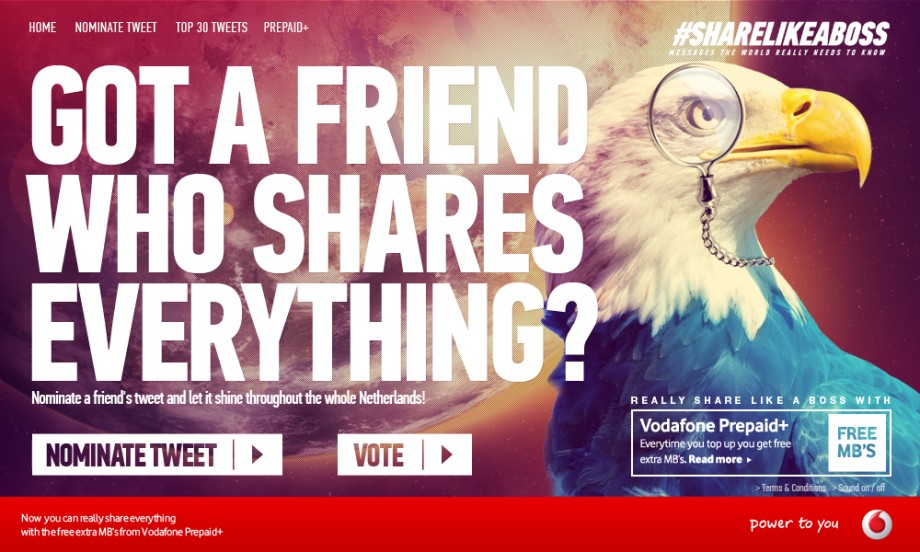 HOME NOMINATE TWEET TOP 30 TWEETS PREPAID+
#SHARELIKEABOSS
MESSAGES THE WORLD REALLY NEEDS TO KNOW
GOT A FRIEND
WHO SHARES
EVERYTHING?
Nominate a friend's tweet and let it shine throughout the whole Netherlands!
NOMINATE TWEET
VOTE
REALLY SHARE LIKE A BOSS WITH
Vodafone Prepaid+
Everytime you top up you get free
extra MB's. Read more
FREE
MB'S
> Terms & Conditions > Sound on / off
Now you can really share everything
with the free extra MB's from Vodafone Prepaid+
power to you